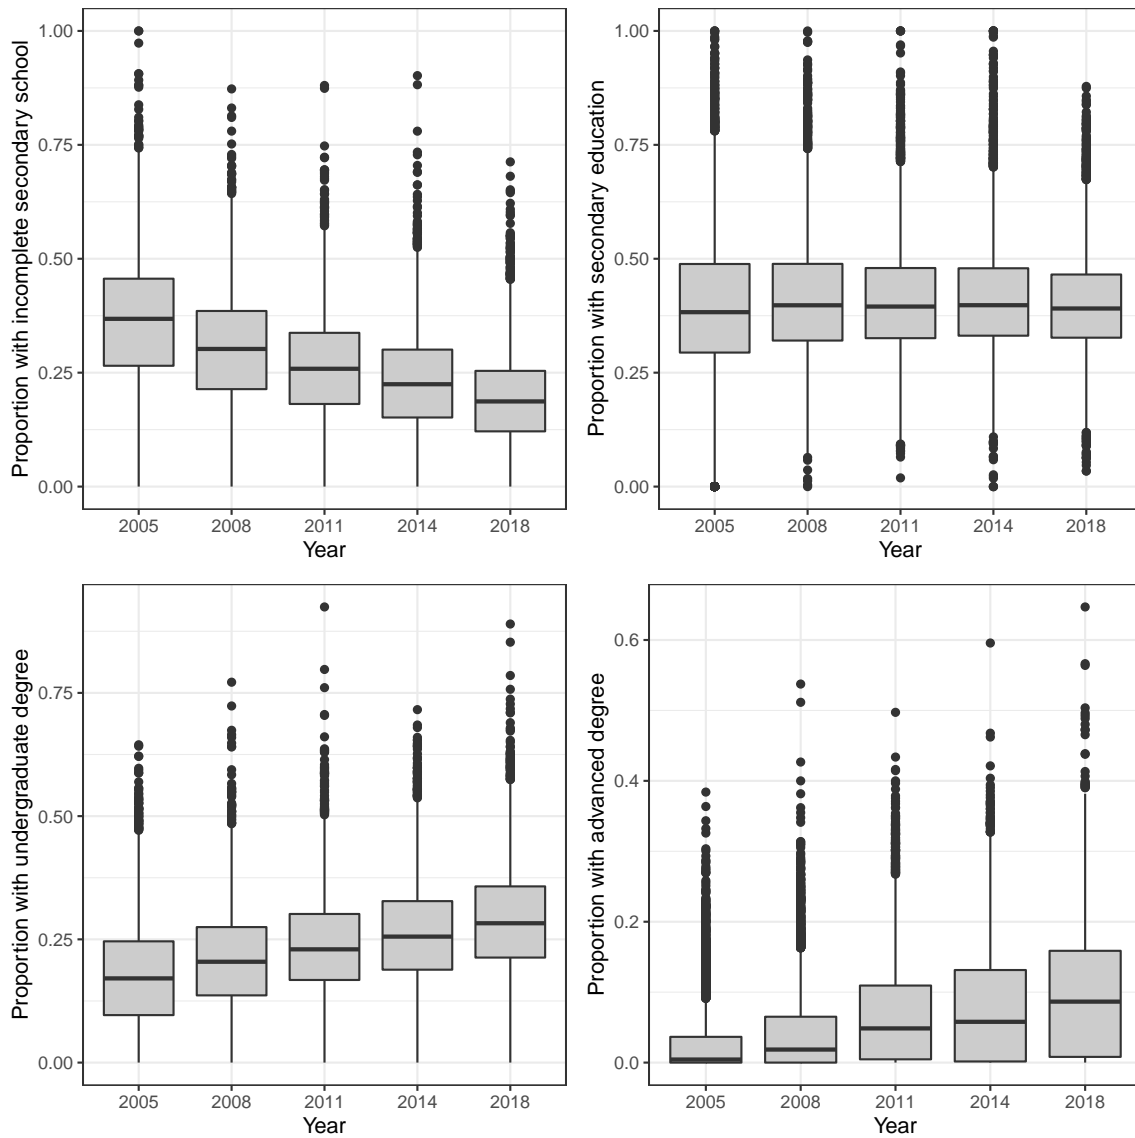 Proportion with incomplete secondary school
1.00
0.75
0.50
0.25
0.00
2005 2008 2011 2014 2018
Year
Proportion with secondary education
1.00
0.75
0.50
0.25
0.00
2005 2008 2011 2014 2018
Year
Proportion with undergraduate degree
0.75
0.50
0.25
0.00
2005 2008 2011 2014 2018
Year
Proportion with advanced degree
0.6
0.4
0.2
0.0
2005 2008 2011 2014 2018
Year